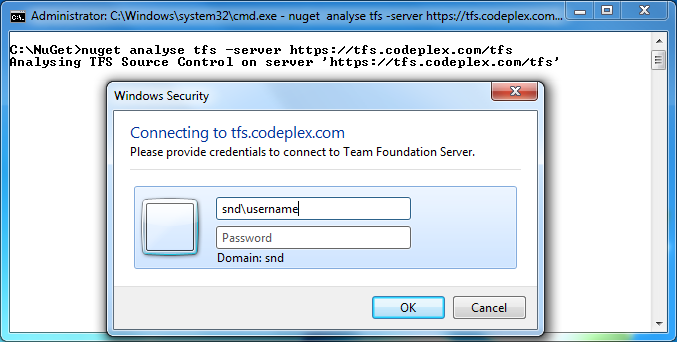 Administrator: C:\Windows\system32\cmd.exe - nuget analyse tfs -server https://tfs.codeplex.com...
C:\NuGet>nuget analyse tfs -server https://tfs.codeplex.com/tfs
Analysing TFS Source Control on server 'https://tfs.codeplex.com/tfs'
Windows Security
Connecting to tfs.codeplex.com
Please provide credentials to connect to Team Foundation Server.
snd\username
Password
Domain: snd
OK Cancel